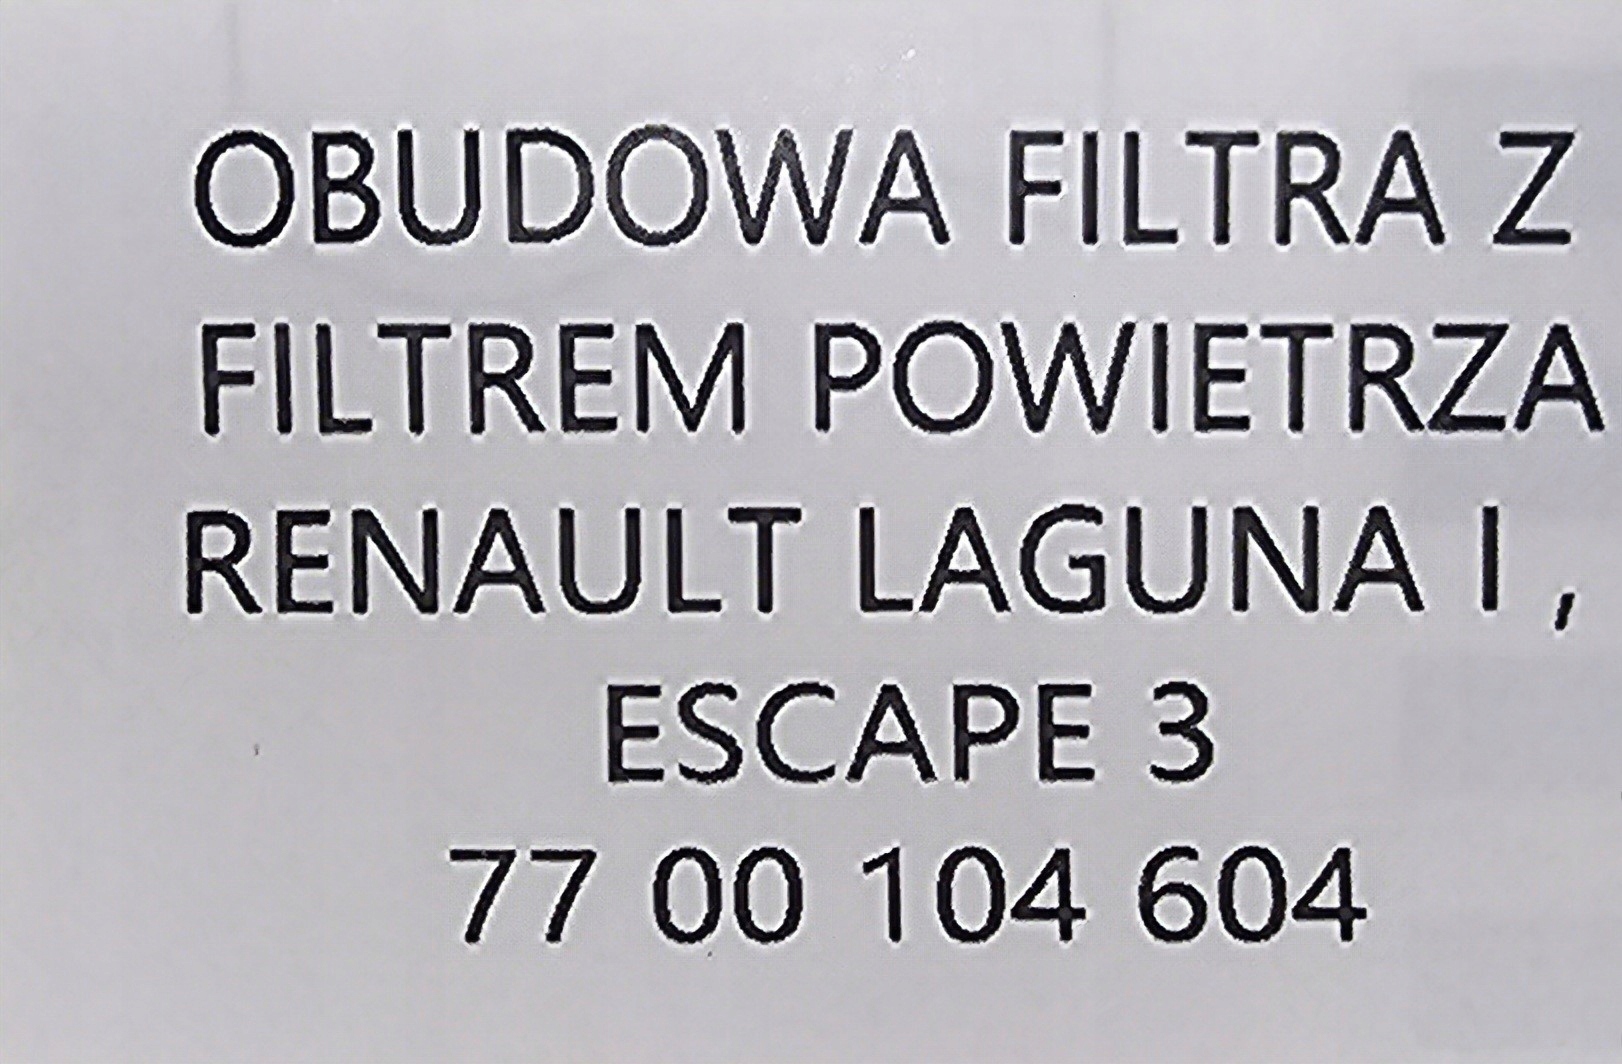 OBUDOWA FILTRA Z
FILTREM POWIETRZA
RENAULT LAGUNA I ,
ESCAPE 3
77 00 104 604